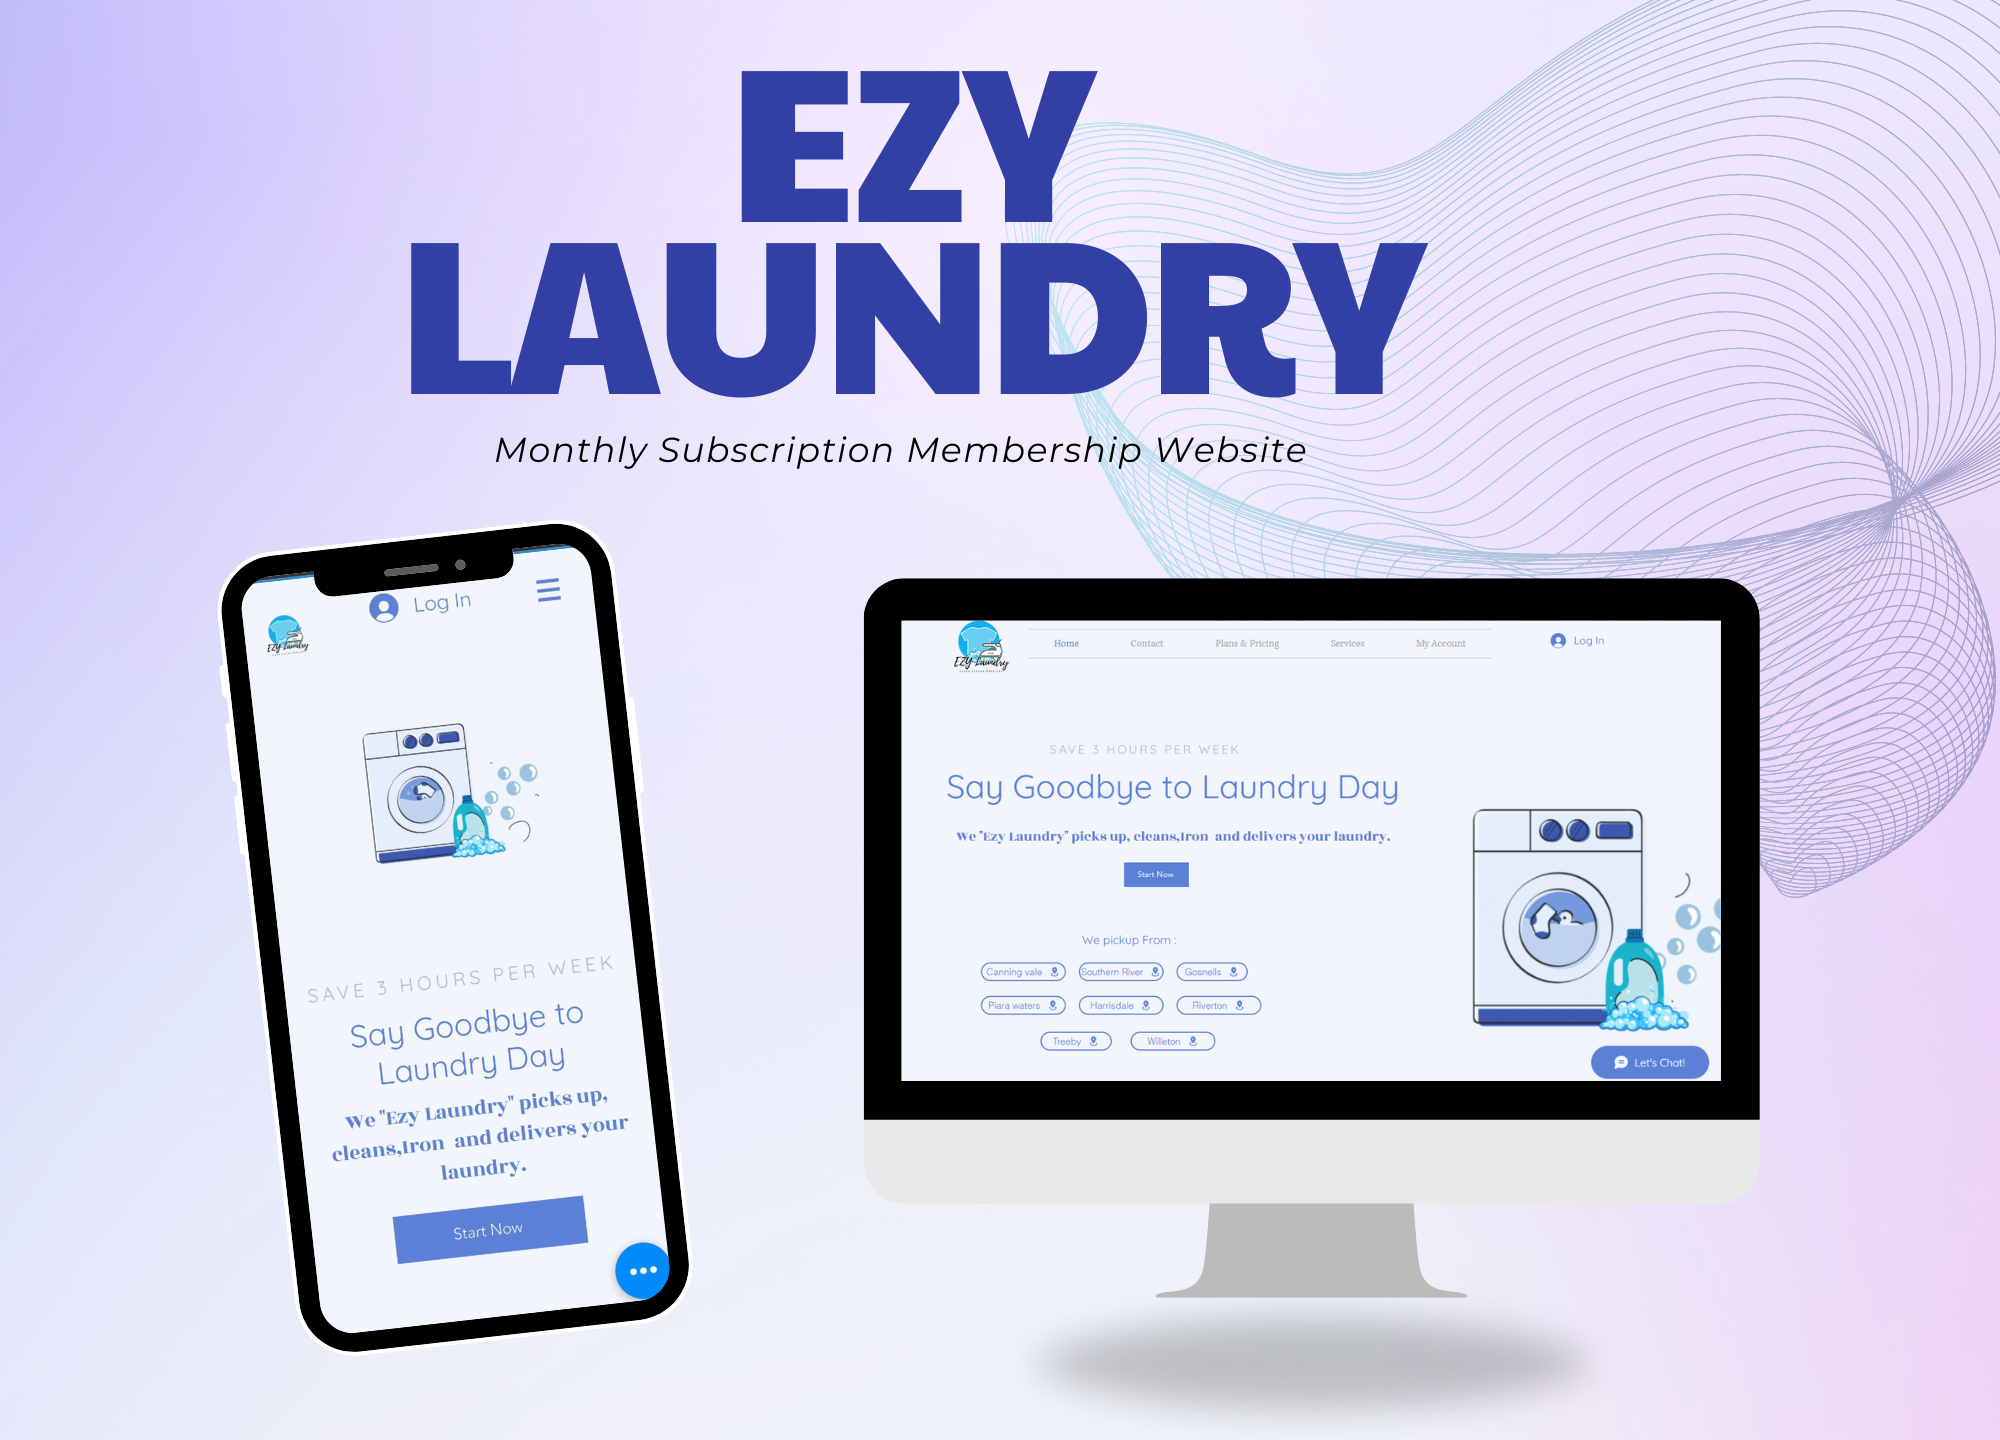 EZY
LAUNDRY
Monthly Subscription Membership Website
Log In
EZY Laundry
SAVE 3 HOURS PER WEEK
Say Goodbye to
Laundry Day
We "Ezy Laundry" picks up,
cleans,Iron and delivers your
laundry.
Start Now
EZY Laundry
Home Contact Plans & Pricing Services My Account
Log In
SAVE 3 HOURS PER WEEK
Say Goodbye to Laundry Day
We "Ezy Laundry" picks up, cleans,Iron and delivers your laundry.
Start Now
We pickup From :
Canning vale Southern River Gosnells
Piara waters Harrisdale Riverton
Treeby Willeton
Let's Chat!